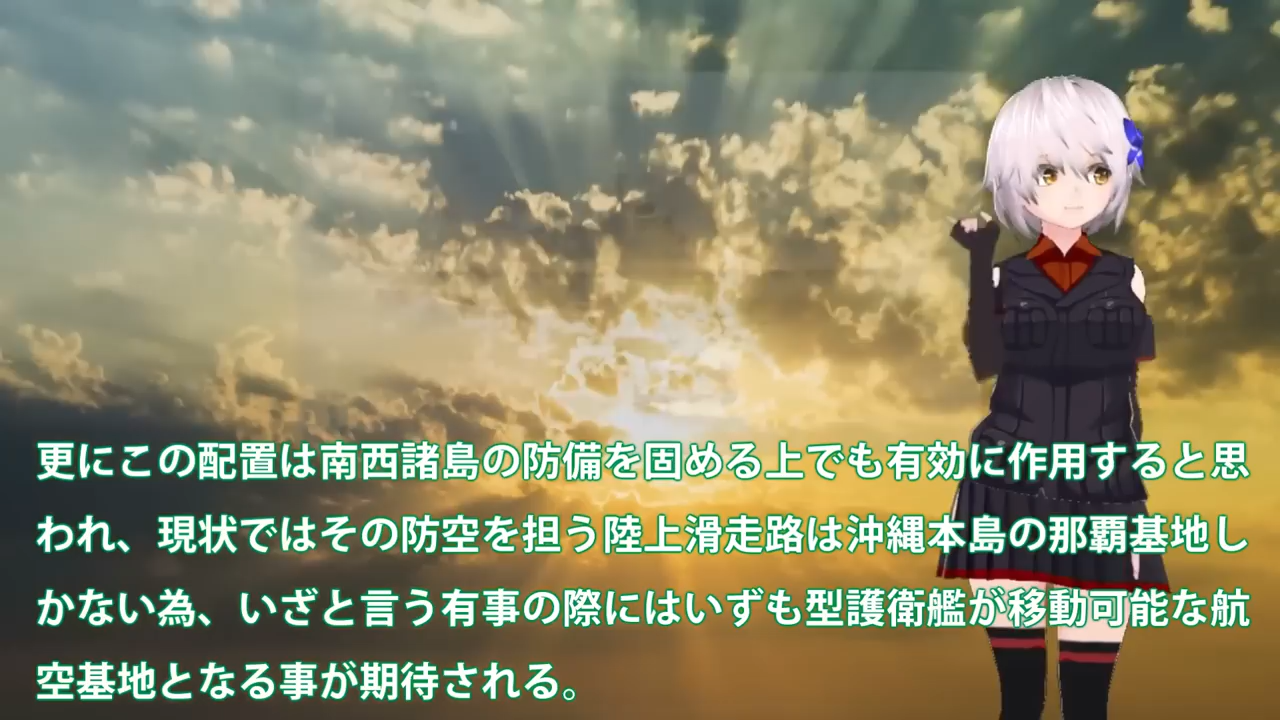 更にこの配置は南西諸島の防備を固める上でも有効に作用すると思
われ、現状ではその防空を担う陸上滑走路は沖縄本島の那覇基地し
かない為、いざと言う有事の際にはいずも型護衛艦が移動可能な航
空基地となる事が期待される。